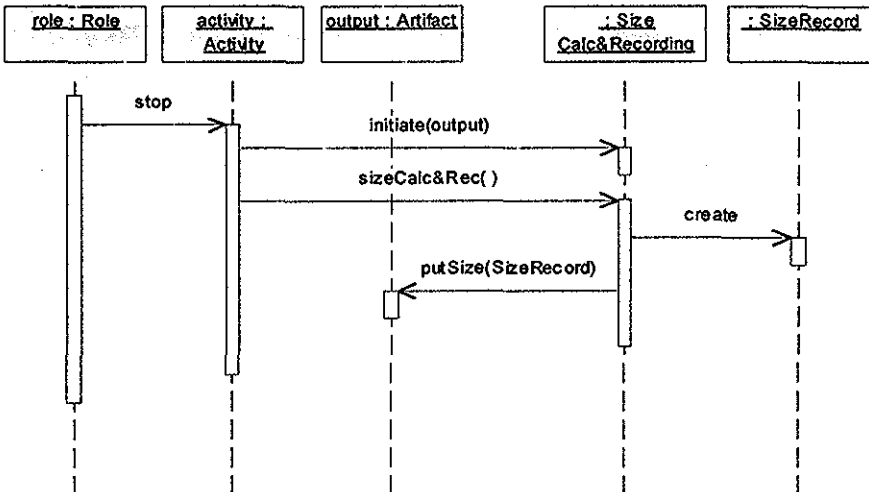 role : Role
activity :
Activity
output : Artifact
: Size
Calc&Recording
: SizeRecord
stop
initiate(output)
sizeCalc&Rec( )
create
putSize(SizeRecord)